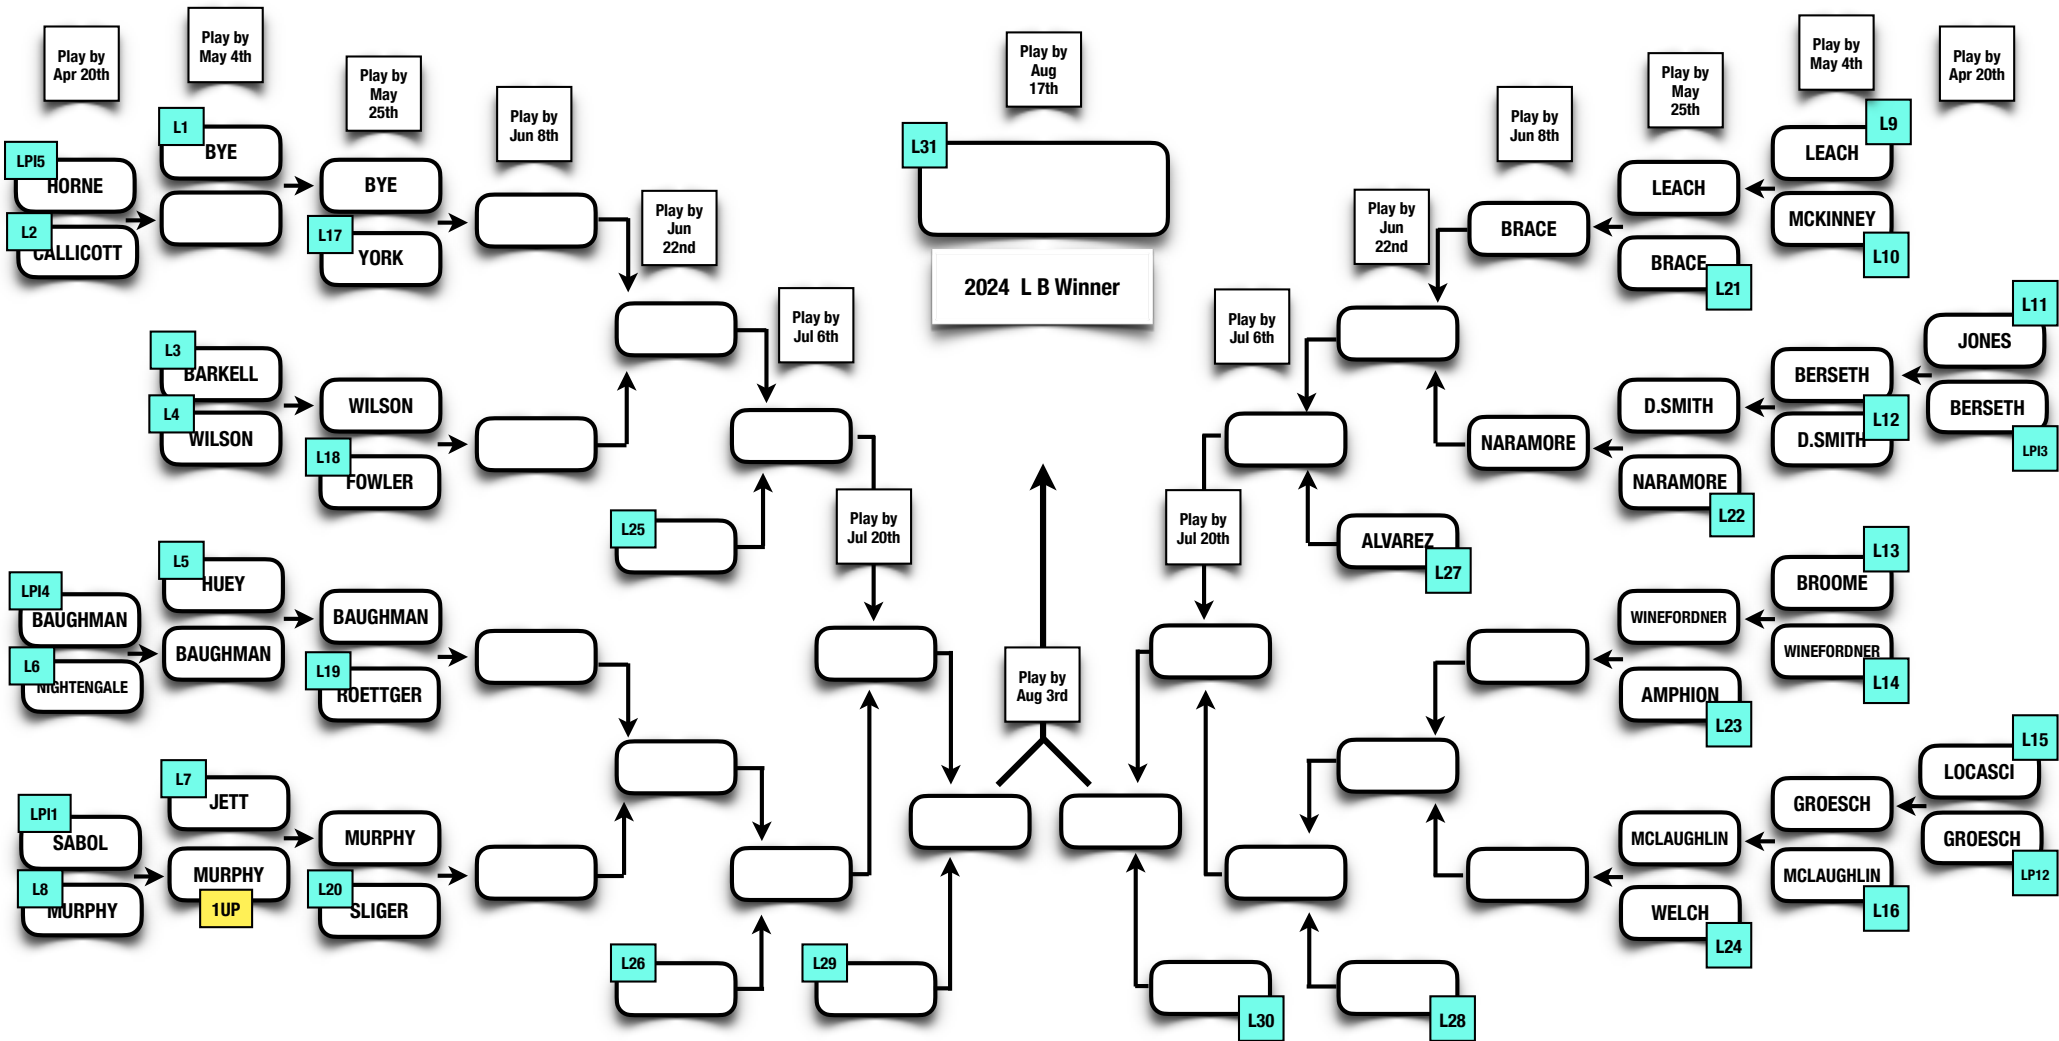 Play by
Apr 20th
Play by
May 4th
Play by
May
25th
Play by
Jun 8th
Play by
Jun
22nd
Play by
Jul 6th
Play by
Jul 20th
Play by
Aug
17th
L31
2024 L B Winner
Play by
Aug 3rd
L1
BYE
LPI5
HORNE
L2
CALLICOTT
BYE
L17
YORK
L3
BARKELL
L4
WILSON
WILSON
L18
FOWLER
L25
L5
HUEY
LPI4
BAUGHMAN
L6
NIGHTENGALE
BAUGHMAN
BAUGHMAN
L19
ROETTGER
L7
JETT
LPI1
SABOL
L8
MURPHY
MURPHY
1UP
MURPHY
L20
SLIGER
L26
L29
Play by
Jul 20th
Play by
Jul 6th
Play by
Jun
22nd
Play by
Jun 8th
Play by
May
25th
Play by
May 4th
Play by
Apr 20th
L9
LEACH
MCKINNEY
L10
LEACH
BRACE
L21
BRACE
L11
JONES
BERSETH
LPI3
BERSETH
L12
D.SMITH
D.SMITH
NARAMORE
L22
NARAMORE
ALVAREZ
L27
L13
BROOME
WINEFORDNER
L14
WINEFORDNER
AMPHION
L23
L15
LOCASCI
GROESCH
LP12
GROESCH
MCLAUGHLIN
L16
MCLAUGHLIN
WELCH
L24
L30
L28